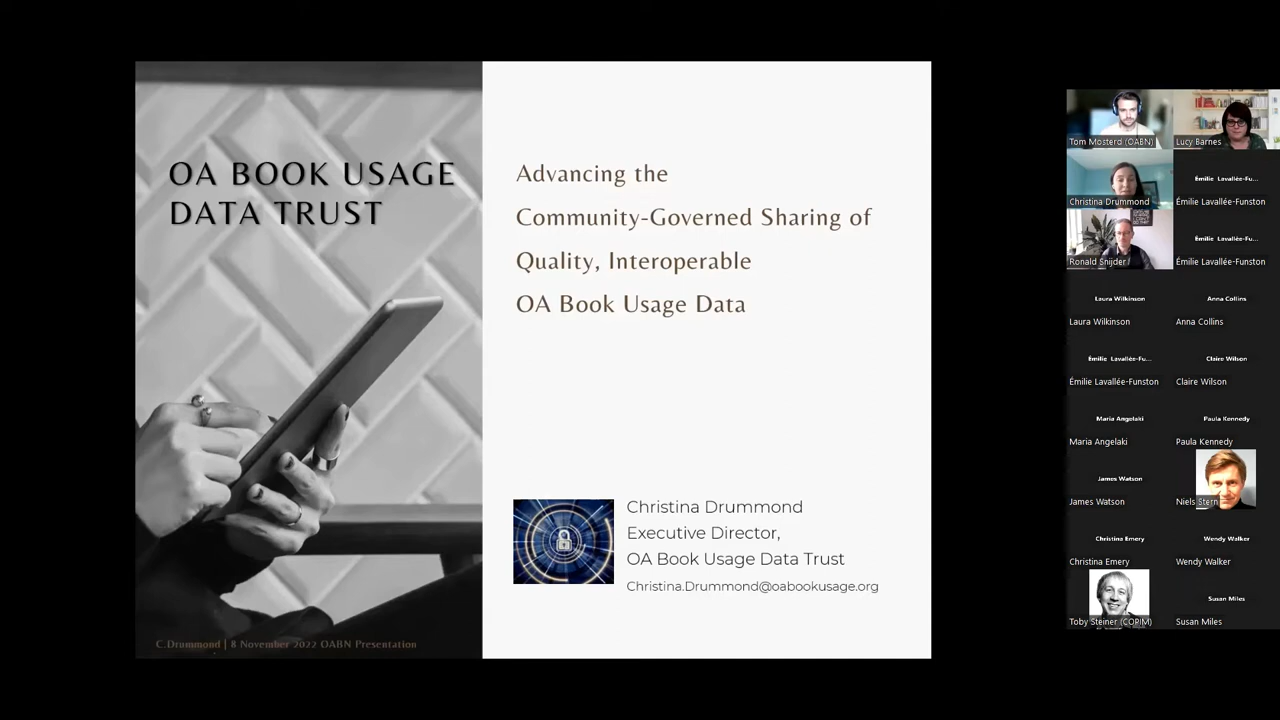 OA BOOK USAGE
DATA TRUST
Advancing the
Community-Governed Sharing of
Quality, Interoperable
OA Book Usage Data
Christina Drummond
Executive Director,
OA Book Usage Data Trust
Christina.Drummond@oabookusage.org
C.Drummond | 8 November 2022 OABN Presentation
Tom Mosterd (OABN)
Lucy Barnes
Christina Drummond
Émilie Lavallée-Fu...
Émilie Lavallée-Funston
Ronald Snijder
Émilie Lavallée-Fu...
Émilie Lavallée-Funston
Laura Wilkinson
Laura Wilkinson
Anna Collins
Anna Collins
Émilie Lavallée-Fu...
Émilie Lavallée-Funston
Claire Wilson
Claire Wilson
Maria Angelaki
Maria Angelaki
Paula Kennedy
Paula Kennedy
James Watson
James Watson
Niels Stern
Christina Emery
Christina Emery
Wendy Walker
Wendy Walker
Toby Steiner (COPIM)
Susan Miles
Susan Miles